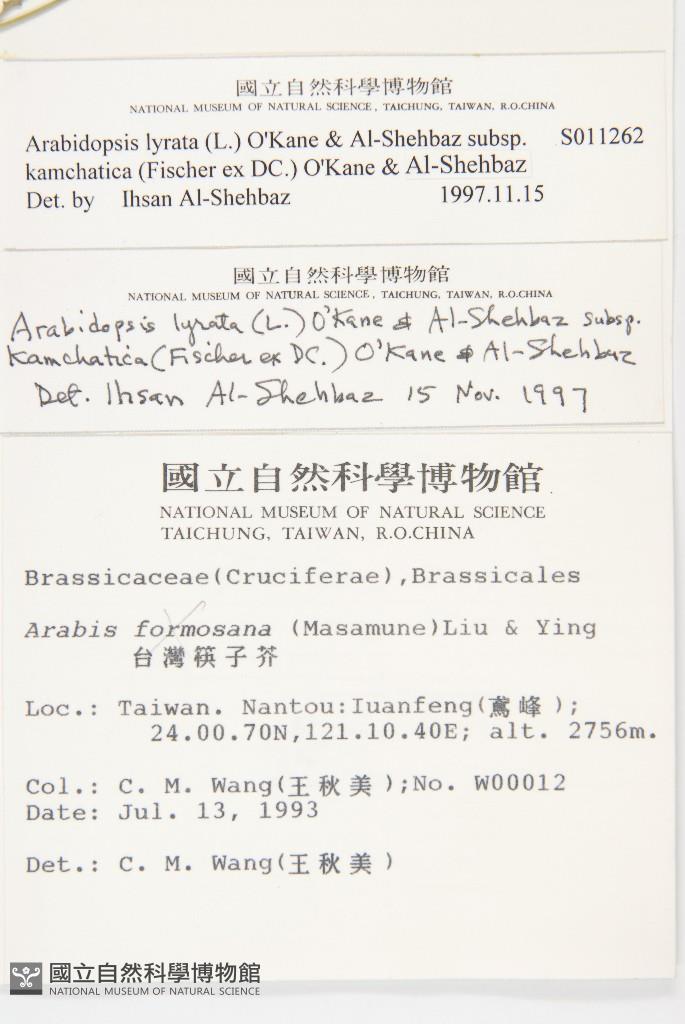 國立自然科學博物館
NATIONAL MUSEUM OF NATURAL SCIENCE, TAICHUNG, TAIWAN, R.O.CHINA
Arabidopsis lyrata (L.) O'Kane & Al-Shehbaz subsp. S011262
kamchatica (Fischer ex DC.) O'Kane & Al-Shehbaz
Det. by Ihsan Al-Shehbaz 1997.11.15
國立自然科學博物館
NATIONAL MUSEUM OF NATURAL SCIENCE, TAICHUNG, TAIWAN, R.O.CHINA
Arabidopsis lyrata (L.) O'Kane & Al-Shehbaz subsp.
kamchatica (Fischer ex DC.) O'Kane & Al-Shehbaz
Det. Ihsan Al-Shehbaz 15 Nov. 1997
國立自然科學博物館
NATIONAL MUSEUM OF NATURAL SCIENCE
TAICHUNG, TAIWAN, R.O.CHINA
Brassicaceae(Cruciferae),Brassicales
Arabis formosana (Masamune)Liu & Ying
台灣筷子芥
Loc.: Taiwan. Nantou:Iuanfeng(鳶峰);
24.00.70N,121.10.40E; alt. 2756m.
Col.: C. M. Wang(王秋美);No. W00012
Date: Jul. 13, 1993
Det.: C. M. Wang(王秋美)
國立自然科學博物館
NATIONAL MUSEUM OF NATURAL SCIENCE